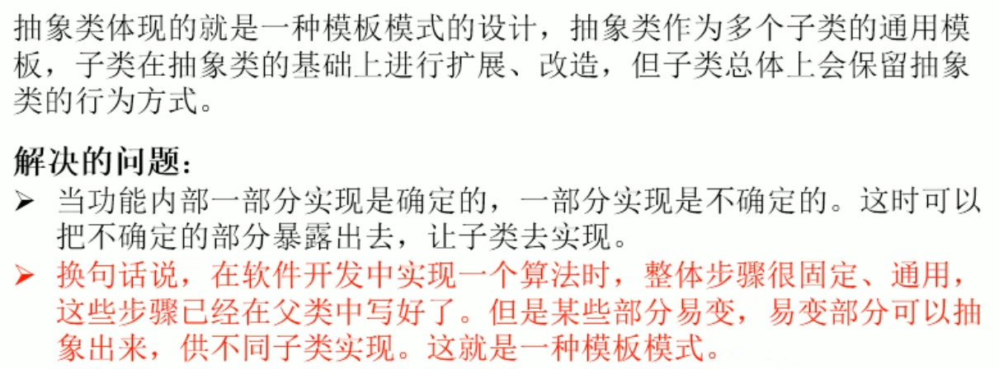 抽象类体现的就是一种模板模式的设计，抽象类作为多个子类的通用模
板，子类在抽象类的基础上进行扩展、改造，但子类总体上会保留抽象
类的行为方式。
解决的问题：
➢ 当功能内部一部分实现是确定的，一部分实现是不确定的。这时可以
把不确定的部分暴露出去，让子类去实现。
➢ 换句话说，在软件开发中实现一个算法时，整体步骤很固定、通用，
这些步骤已经在父类中写好了。但是某些部分易变，易变部分可以抽
象出来，供不同子类实现。这就是一种模板模式。